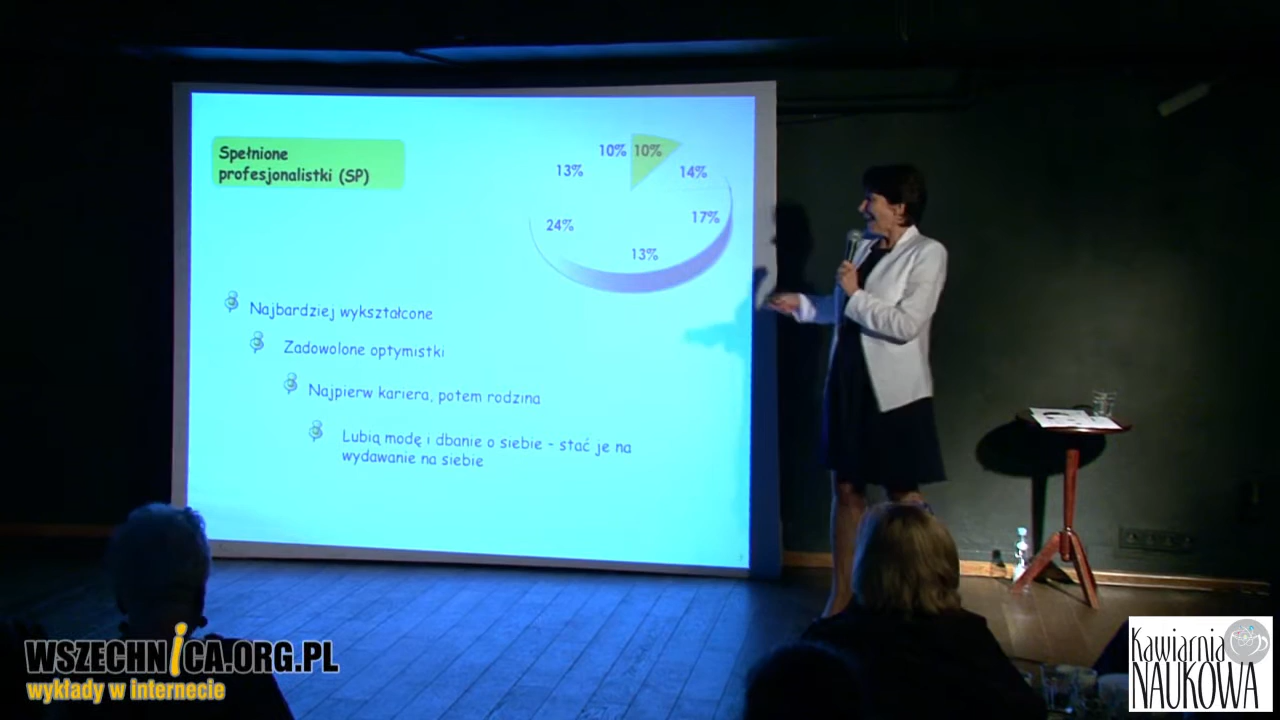 Spełnione
profesjonalistki (SP)
10% 10%
13%
14%
24%
17%
13%
Najbardziej wykształcone
Zadowolone optymistki
Najpierw kariera, potem rodzina
Lubią modę i dbanie o siebie - stać je na
wydawanie na siebie
WSZECHNiCA.ORG.PL
wykłady w internecie
Kawiarnia
NAUKOWA